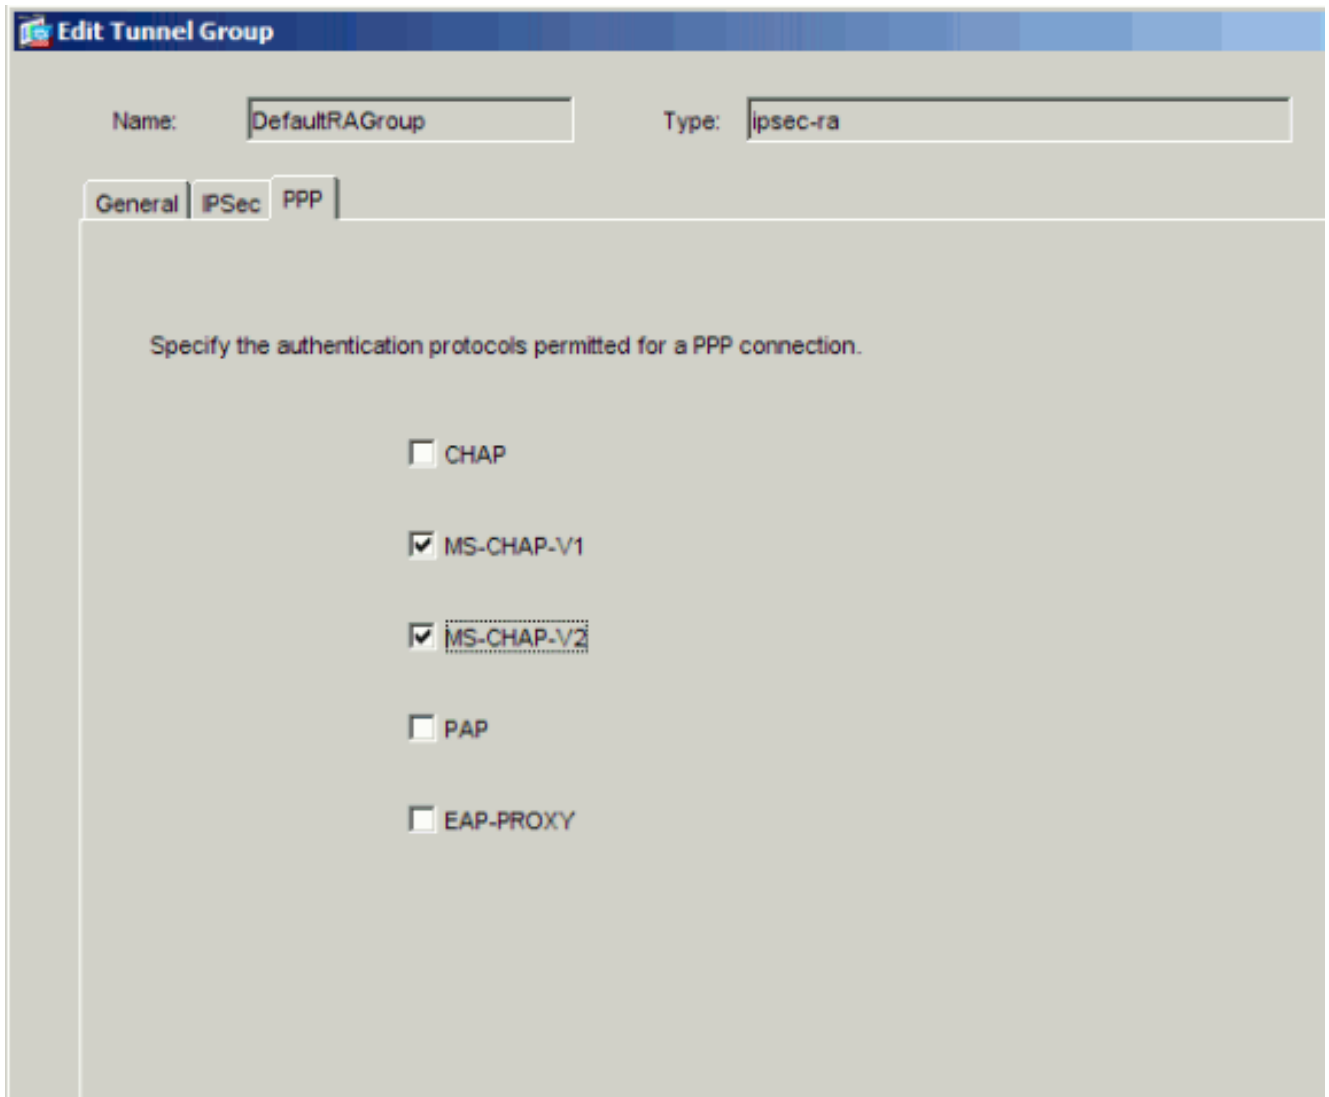 Edit Tunnel Group
Name: DefaultRAGroup Type: ipsec-ra
General IPSec PPP
Specify the authentication protocols permitted for a PPP connection.
CHAP
MS-CHAP-V1
MS-CHAP-V2
PAP
EAP-PROXY